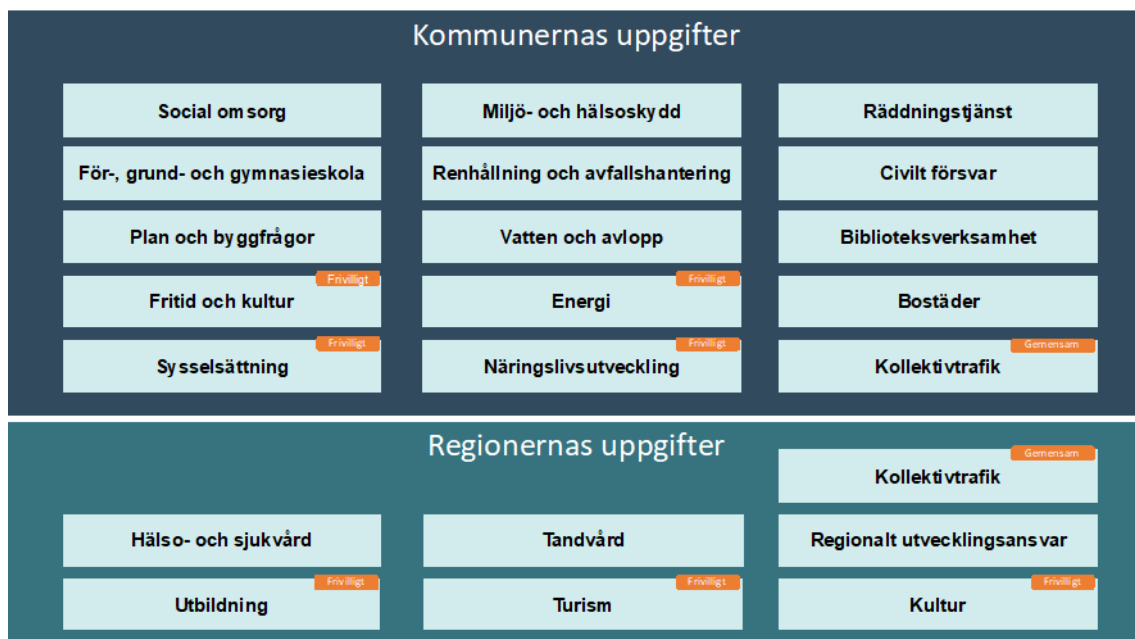 Kommunernas uppgifter
Social omsorg
Miljö- och hälsoskydd
Räddningstjänst
För-, grund- och gymnasieskola
Renhållning och avfallshantering
Civilt försvar
Plan och byggfrågor
Vatten och avlopp
Biblioteksverksamhet
Frivilligt
Fritid och kultur
Frivilligt
Energi
Bostäder
Frivilligt
Sysselsättning
Frivilligt
Näringslivsutveckling
Gemensam
Kollektivtrafik
Regionernas uppgifter
Gemensam
Kollektivtrafik
Hälso- och sjukvård
Tandvård
Regionalt utvecklingsansvar
Frivilligt
Utbildning
Frivilligt
Turism
Frivilligt
Kultur